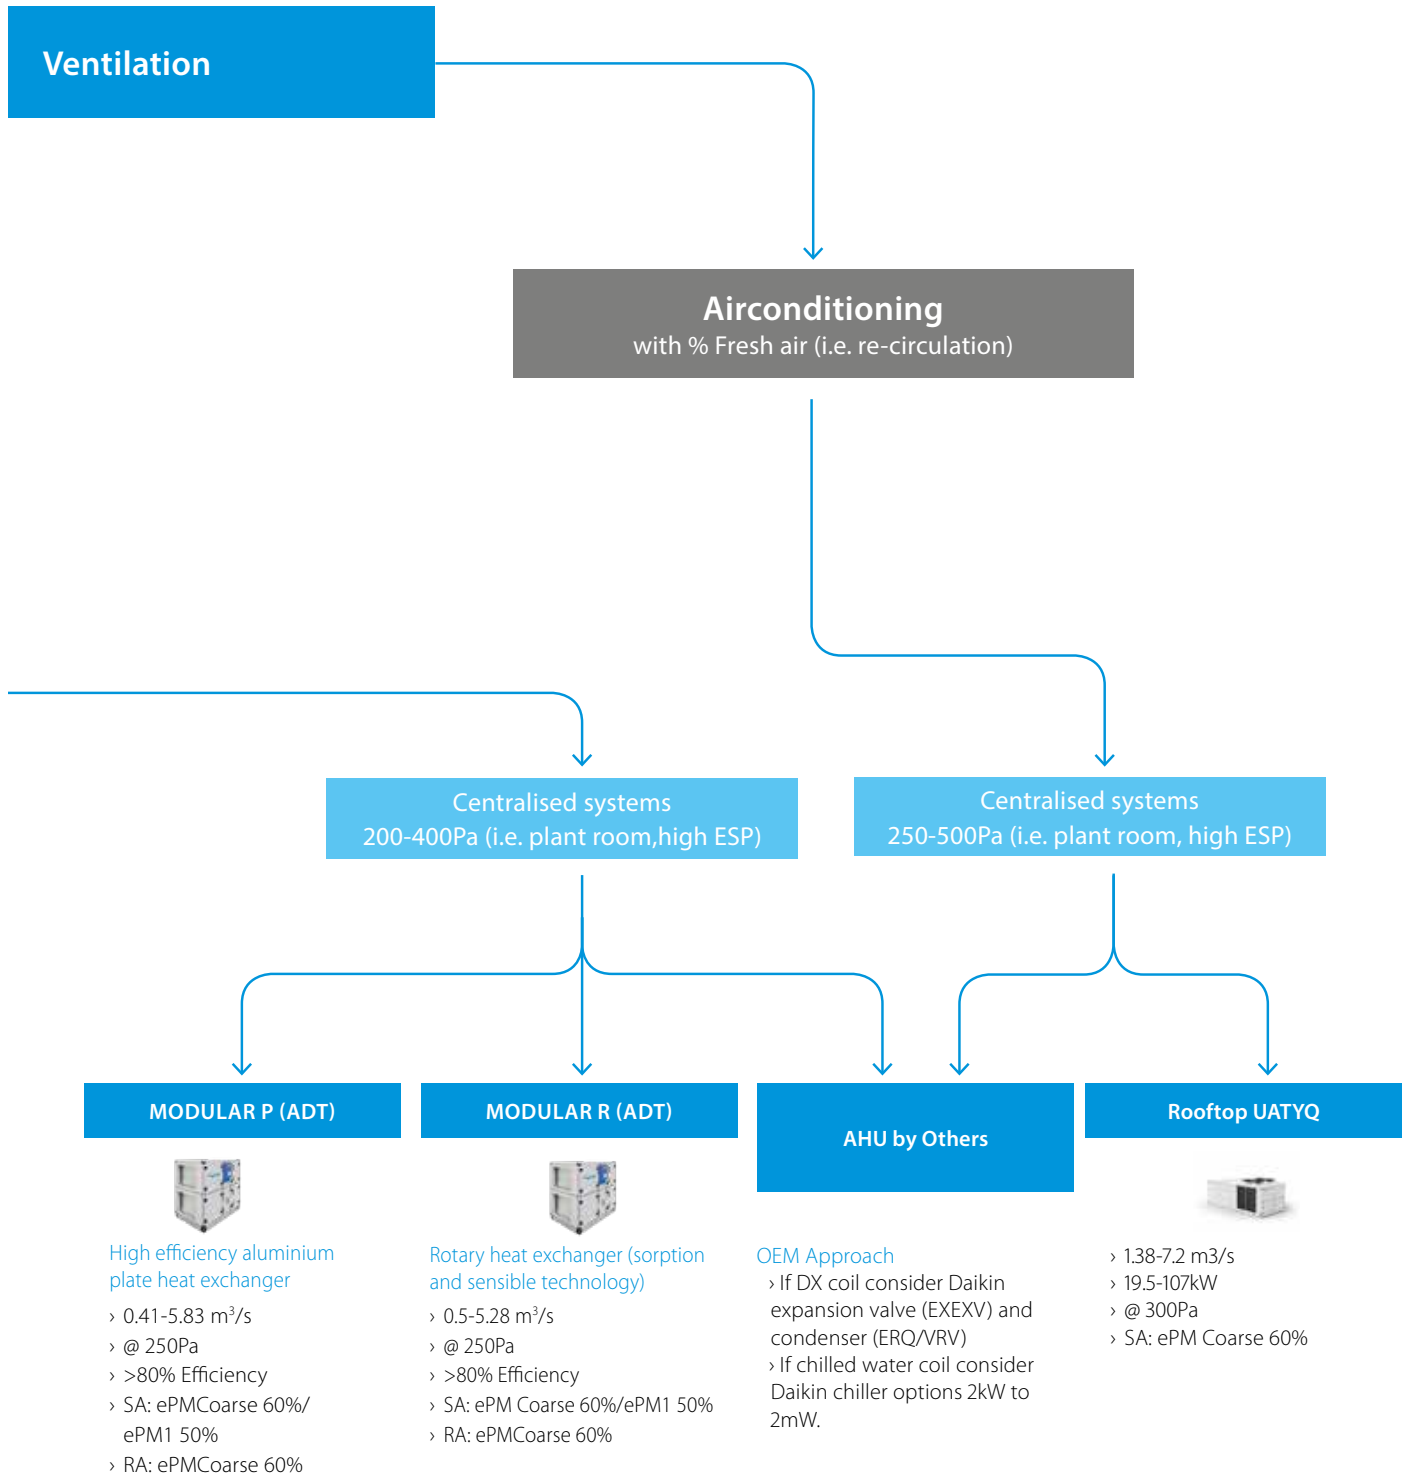 Ventilation
Airconditioning
with % Fresh air (i.e. re-circulation)
Centralised systems
200-400Pa (i.e. plant room,high ESP)
Centralised systems
250-500Pa (i.e. plant room, high ESP)
MODULAR P (ADT)
High efficiency aluminium
plate heat exchanger
› 0.41-5.83 m³/s
› @ 250Pa
› >80% Efficiency
› SA: ePMCoarse 60%/
ePM1 50%
› RA: ePMCoarse 60%
MODULAR R (ADT)
Rotary heat exchanger (sorption
and sensible technology)
› 0.5-5.28 m³/s
› @ 250Pa
› >80% Efficiency
› SA: ePM Coarse 60%/ePM1 50%
› RA: ePMCoarse 60%
AHU by Others
OEM Approach
› If DX coil consider Daikin
expansion valve (EXEXV) and
condenser (ERQ/VRV)
› If chilled water coil consider
Daikin chiller options 2kW to
2mW.
Rooftop UATYQ
› 1.38-7.2 m3/s
› 19.5-107kW
› @ 300Pa
› SA: ePM Coarse 60%